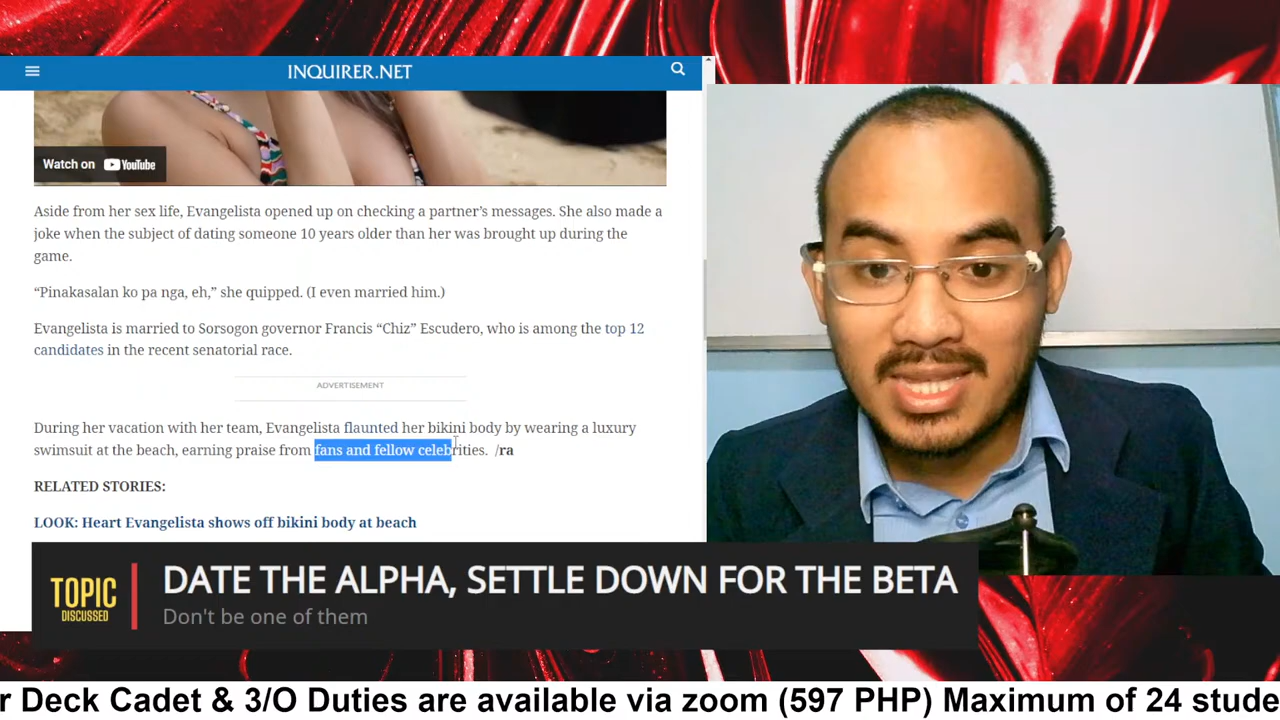 INQUIRER.NET
Watch on YouTube
Aside from her sex life, Evangelista opened up on checking a partner's messages. She also made a
joke when the subject of dating someone 10 years older than her was brought up during the
game.
“Pinakasalan ko pa nga, eh,” she quipped. (I even married him.)
Evangelista is married to Sorsogon governor Francis “Chiz” Escudero, who is among the top 12
candidates in the recent senatorial race.
ADVERTISEMENT
During her vacation with her team, Evangelista flaunted her bikini body by wearing a luxury
swimsuit at the beach, earning praise from fans and fellow celebrities. /ra
RELATED STORIES:
LOOK: Heart Evangelista shows off bikini body at beach
TOPIC
DISCUSSED
DATE THE ALPHA, SETTLE DOWN FOR THE BETA
Don't be one of them
r Deck Cadet & 3/O Duties are available via zoom (597 PHP) Maximum of 24 stude